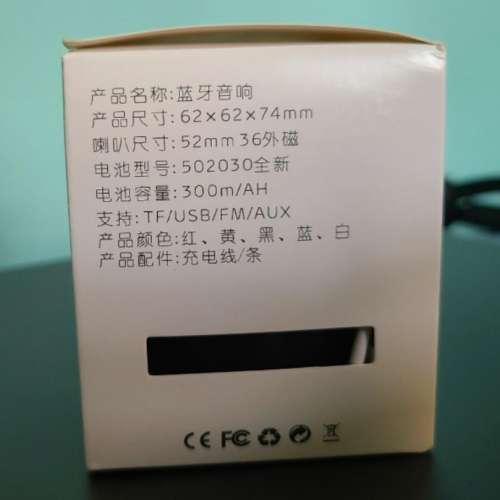 产品名称:蓝牙音响
产品尺寸:62×62×74mm
喇叭尺寸:52mm 36外磁
电池型号:502030全新
电池容量:300m/AH
支持:TF/USB/FM/AUX
产品颜色:红、黄、黑、蓝、白
产品配件:充电线/条
CE FC